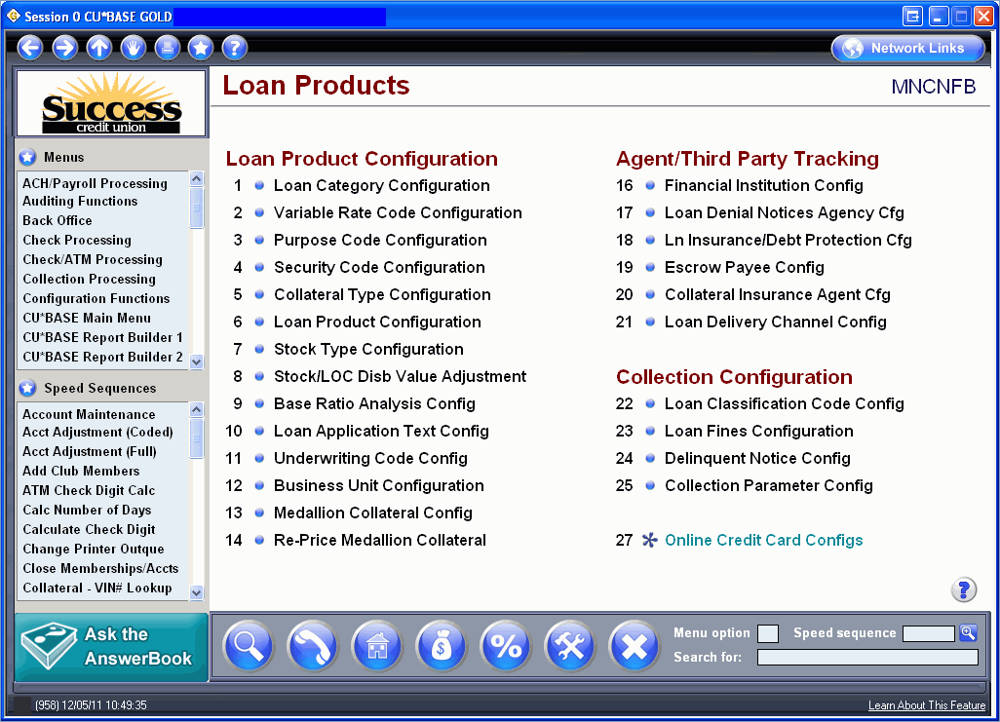 Session 0 CU*BASE GOLD
Network Links
Success
credit union
Loan Products
MNCNFB
Menus
ACH/Payroll Processing
Auditing Functions
Back Office
Check Processing
Check/ATM Processing
Collection Processing
Configuration Functions
CU*BASE Main Menu
CU*BASE Report Builder 1
CU*BASE Report Builder 2
Speed Sequences
Account Maintenance
Acct Adjustment (Coded)
Acct Adjustment (Full)
Add Club Members
ATM Check Digit Calc
Calc Number of Days
Calculate Check Digit
Change Printer Outque
Close Memberships/Accts
Collateral - VIN# Lookup
Ask the
AnswerBook
Loan Product Configuration
1 Loan Category Configuration
2 Variable Rate Code Configuration
3 Purpose Code Configuration
4 Security Code Configuration
5 Collateral Type Configuration
6 Loan Product Configuration
7 Stock Type Configuration
8 Stock/LOC Disb Value Adjustment
9 Base Ratio Analysis Config
10 Loan Application Text Config
11 Underwriting Code Config
12 Business Unit Configuration
13 Medallion Collateral Config
14 Re-Price Medallion Collateral
Agent/Third Party Tracking
16 Financial Institution Config
17 Loan Denial Notices Agency Cfg
18 Ln Insurance/Debt Protection Cfg
19 Escrow Payee Config
20 Collateral Insurance Agent Cfg
21 Loan Delivery Channel Config
Collection Configuration
22 Loan Classification Code Config
23 Loan Fines Configuration
24 Delinquent Notice Config
25 Collection Parameter Config
27 Online Credit Card Configs
Menu option
Speed sequence
Search for:
(958) 12/05/11 10:49:35
Learn About This Feature